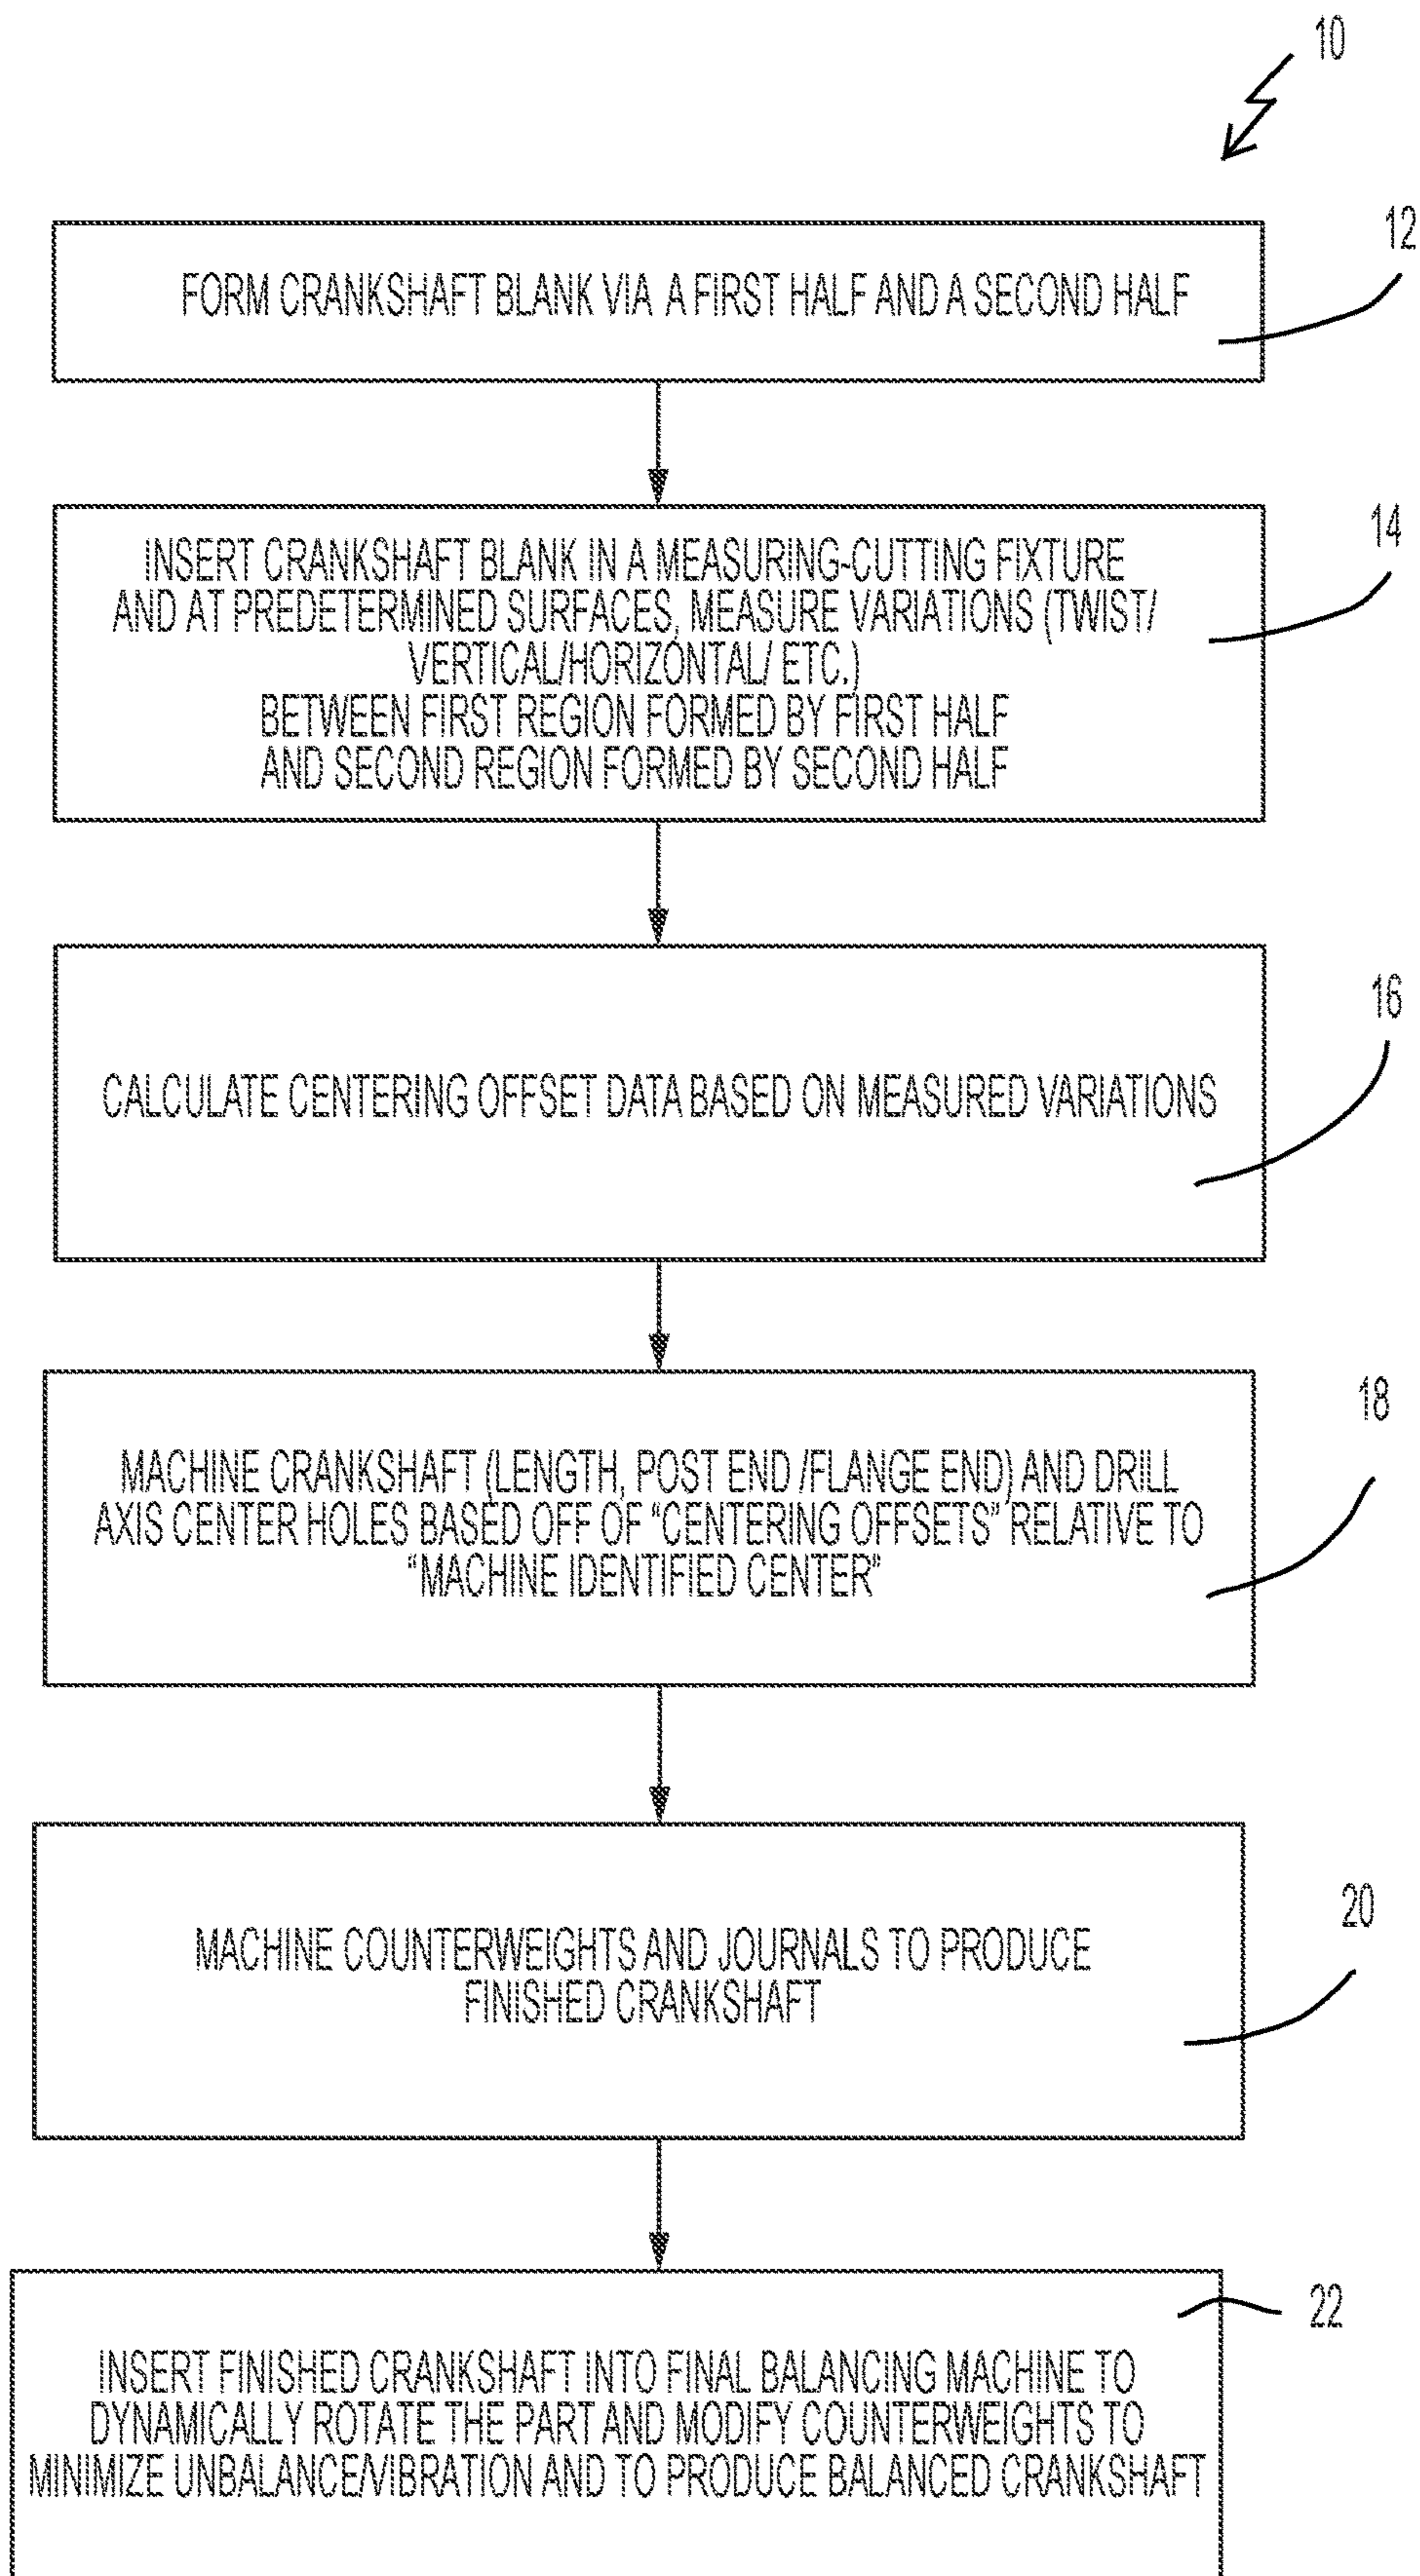 10
12
FORM CRANKSHAFT BLANK VIA A FIRST HALF AND A SECOND HALF
14
INSERT CRANKSHAFT BLANK IN A MEASURING-CUTTING FIXTURE
AND AT PREDETERMINED SURFACES, MEASURE VARIATIONS (TWIST/
VERTICAL/HORIZONTAL/ ETC.)
BETWEEN FIRST REGION FORMED BY FIRST HALF
AND SECOND REGION FORMED BY SECOND HALF
16
CALCULATE CENTERING OFFSET DATA BASED ON MEASURED VARIATIONS
18
MACHINE CRANKSHAFT (LENGTH, POST END /FLANGE END) AND DRILL
AXIS CENTER HOLES BASED OFF OF “CENTERING OFFSETS” RELATIVE TO
“MACHINE IDENTIFIED CENTER”
20
MACHINE COUNTERWEIGHTS AND JOURNALS TO PRODUCE
FINISHED CRANKSHAFT
22
INSERT FINISHED CRANKSHAFT INTO FINAL BALANCING MACHINE TO
DYNAMICALLY ROTATE THE PART AND MODIFY COUNTERWEIGHTS TO
MINIMIZE UNBALANCE/VIBRATION AND TO PRODUCE BALANCED CRANKSHAFT